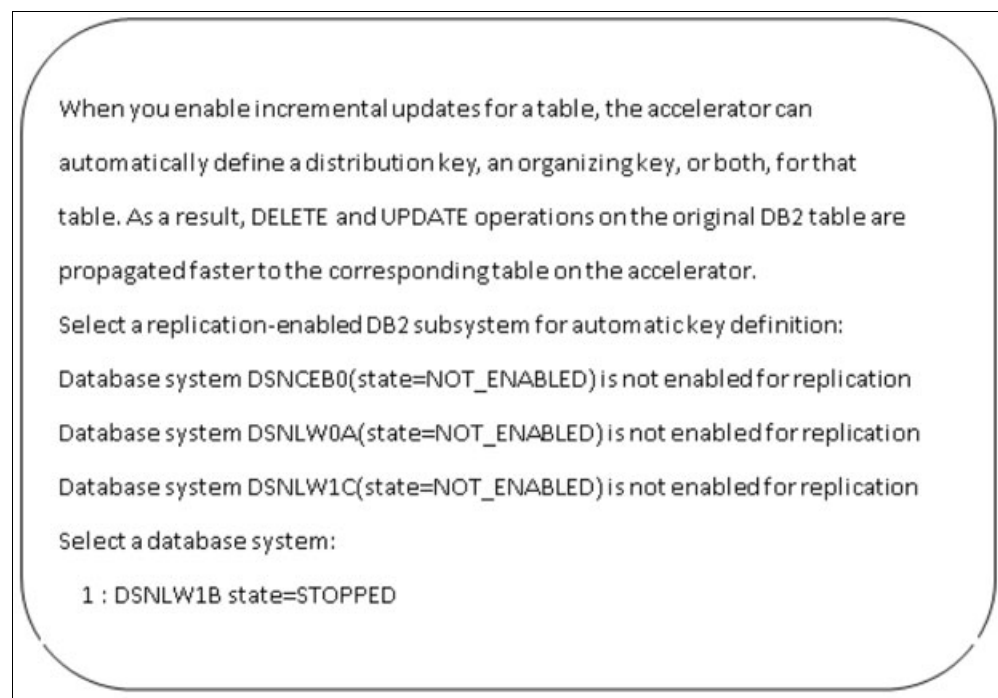 When you enable incremental updates for a table, the accelerator can
automatically define a distribution key, an organizing key, or both, for that
table. As a result, DELETE and UPDATE operations on the original DB2 table are
propagated faster to the corresponding table on the accelerator.
Select a replication-enabled DB2 subsystem for automatic key definition:
Database system DSNCEB0(state=NOT_ENABLED) is not enabled for replication
Database system DSNLW0A(state=NOT_ENABLED) is not enabled for replication
Database system DSNLW1C(state=NOT_ENABLED) is not enabled for replication
Select a database system:
1 : DSNLW1B state=STOPPED